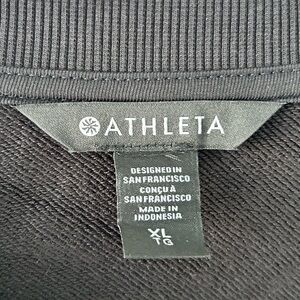 ATHLETA
DESIGNED IN
SAN FRANCISCO
CONÇU À
SAN FRANCISCO
MADE IN
INDONESIA
XL
TG